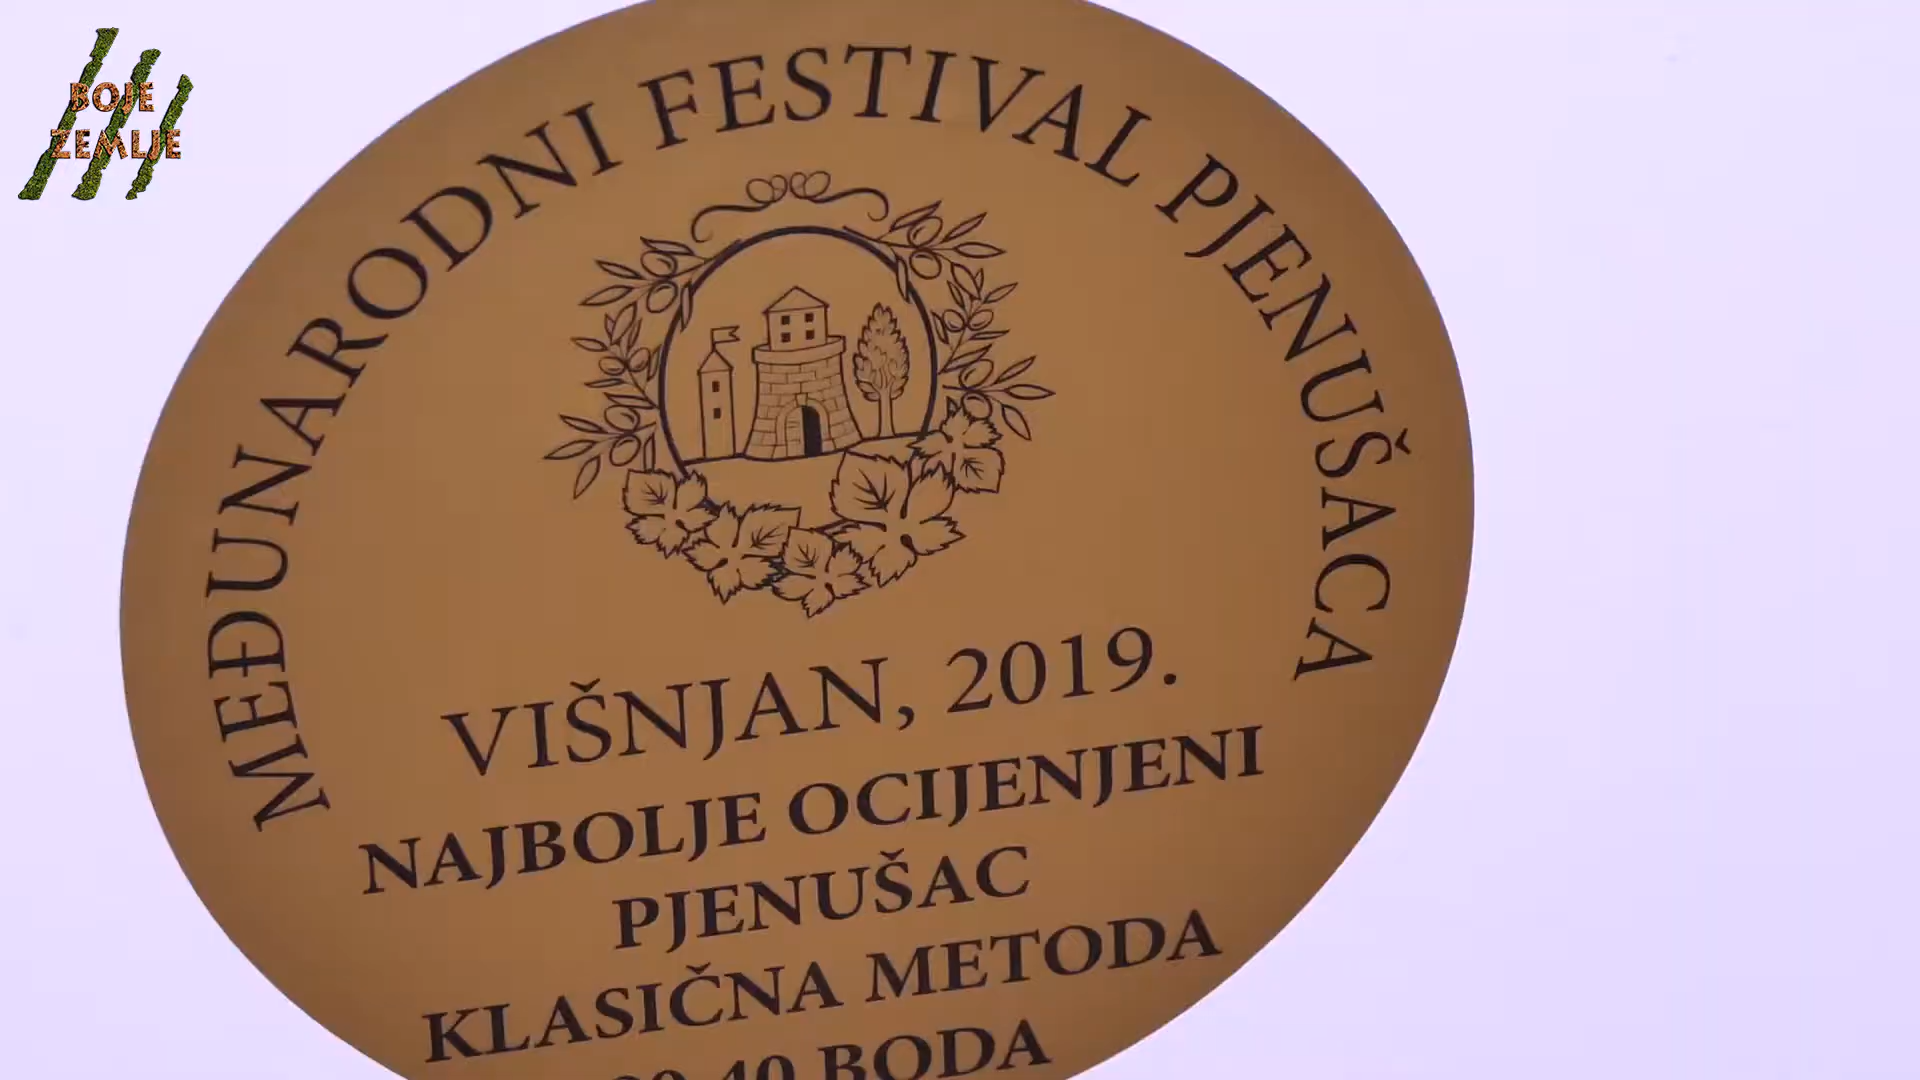 BOJE
ZEMLJE
MEĐUNARODNI FESTIVAL PJENUŠACA
VIŠNJAN, 2019.
NAJBOLJE OCIJENJENI
PJENUŠAC
KLASIČNA METODA
BODA